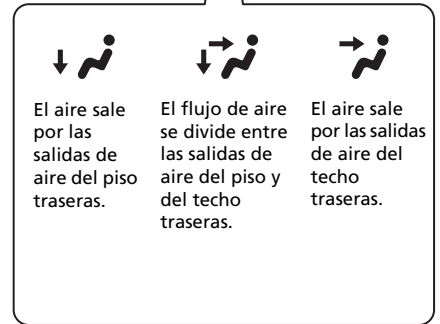 El aire sale
por las
salidas de
aire del piso
traseras.
El flujo de aire
se divide entre
las salidas de
aire del piso y
del techo
traseras.
El aire sale
por las salidas
de aire del
techo
traseras.